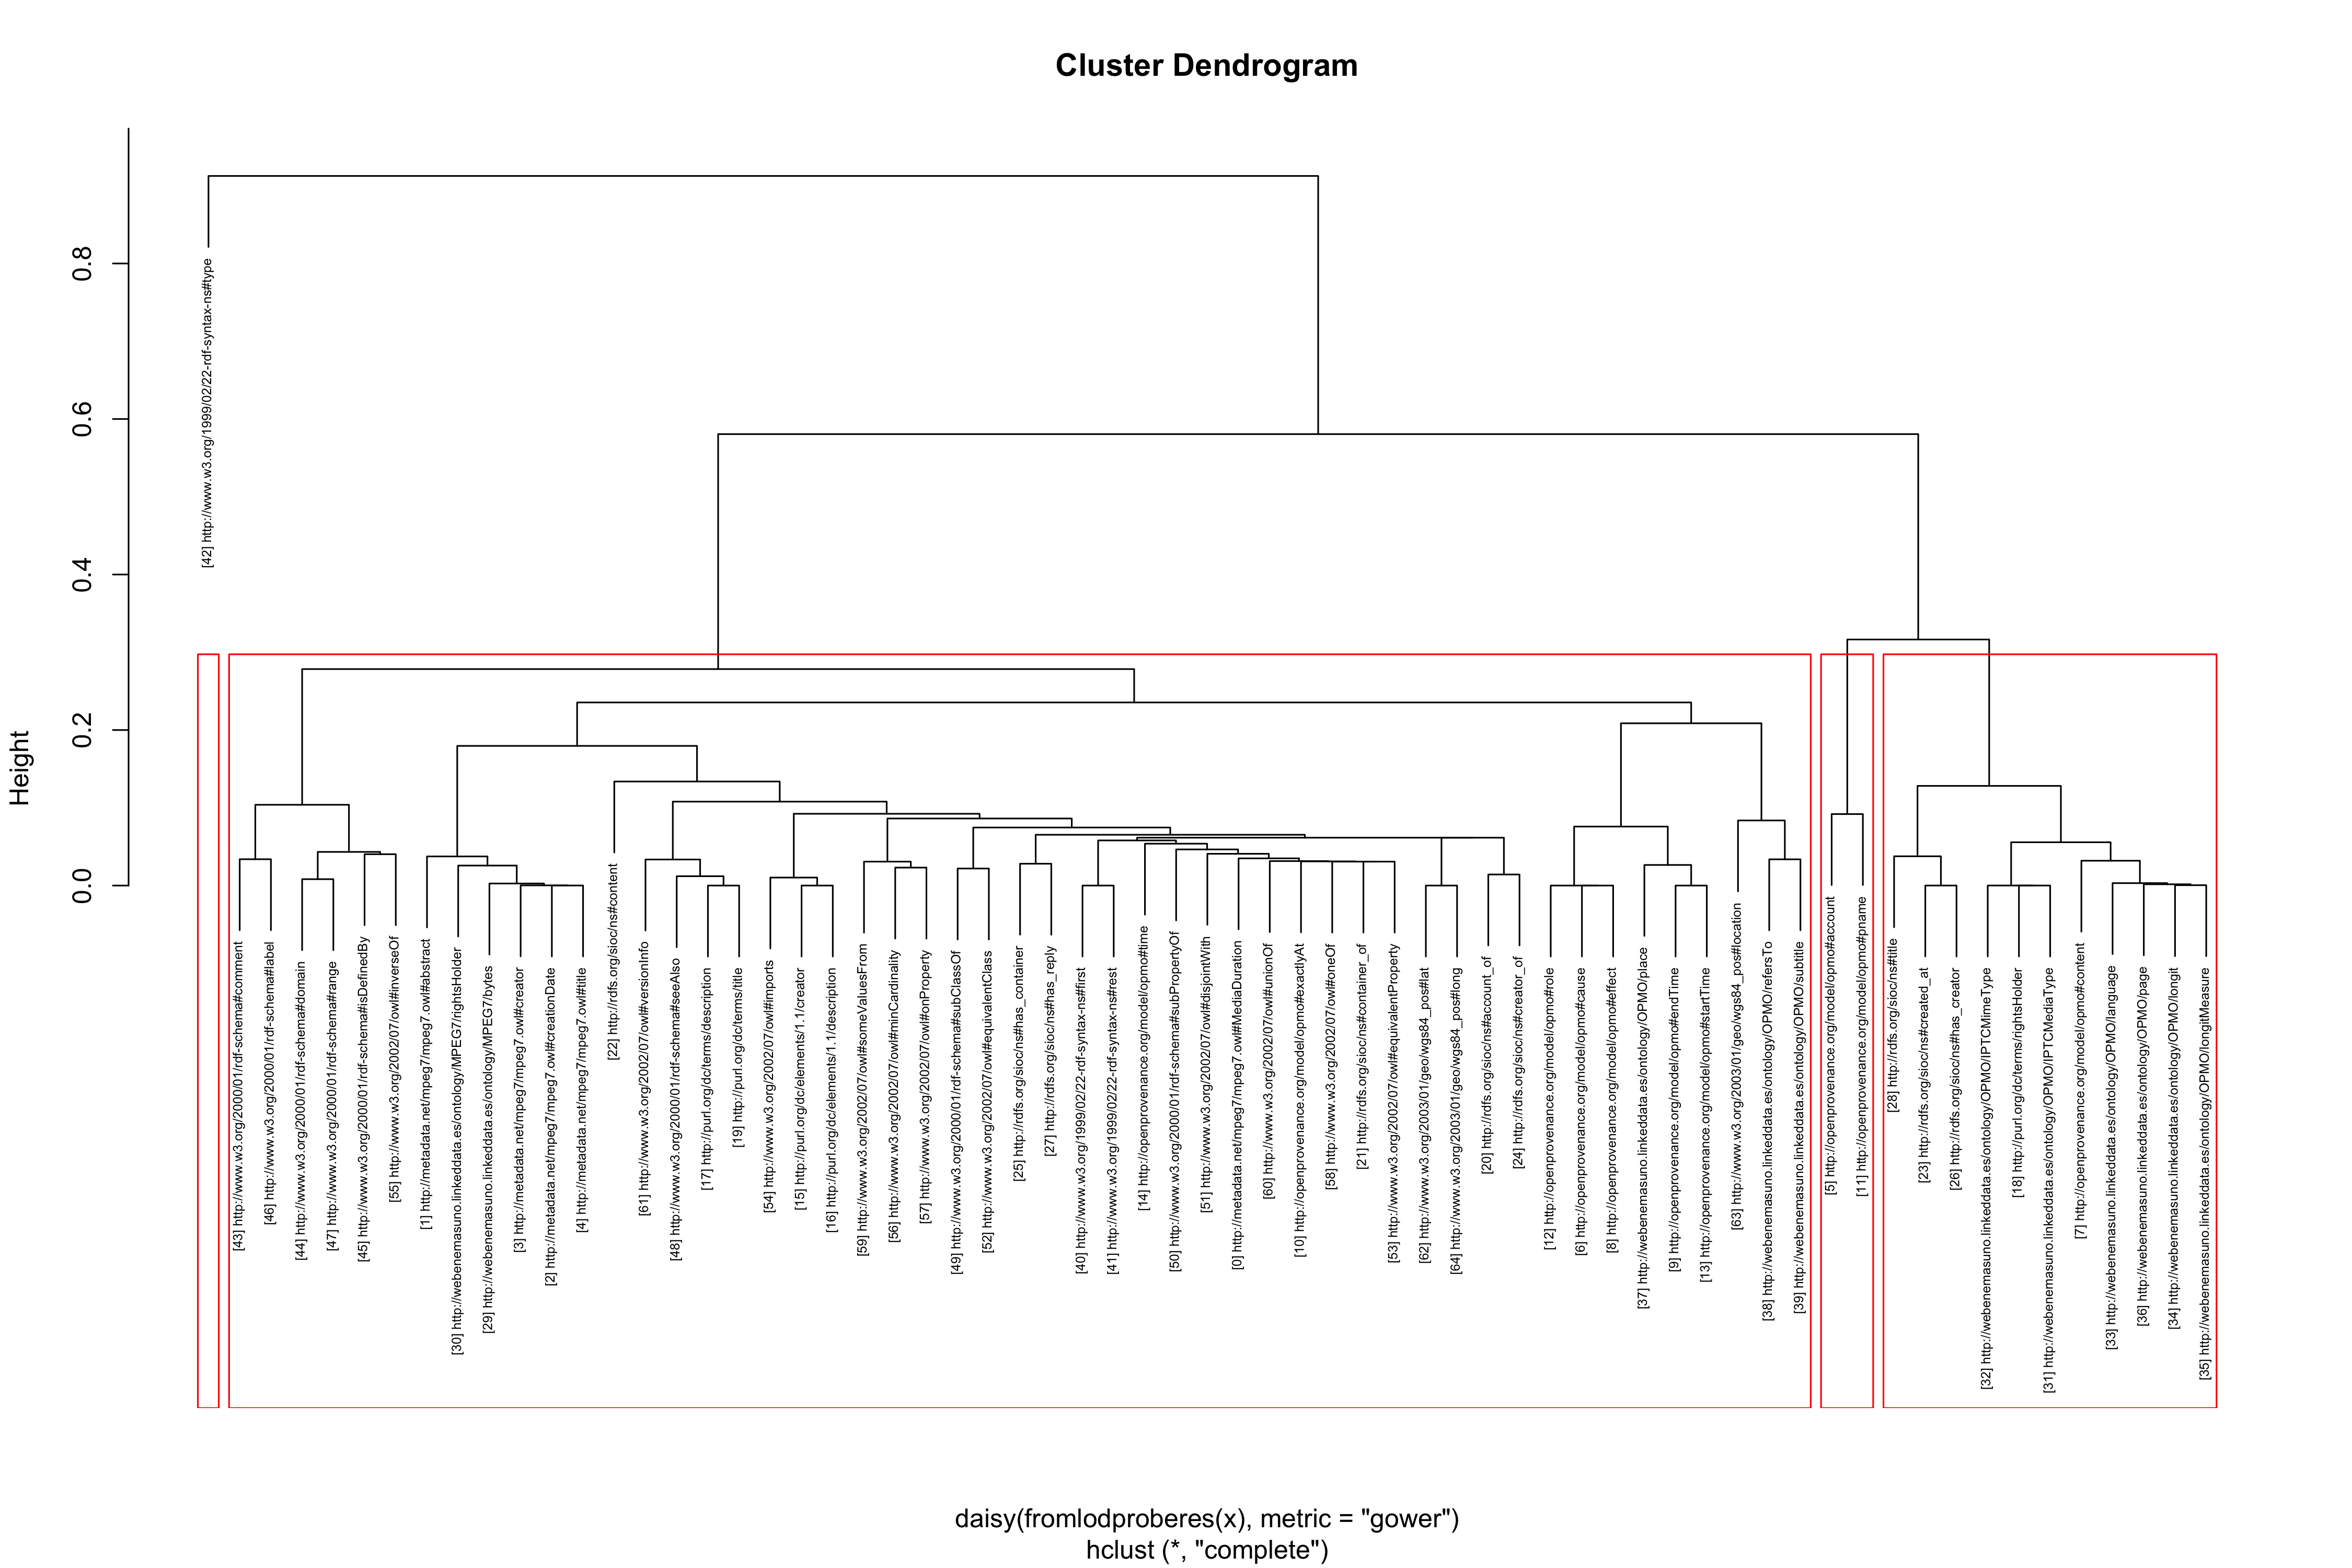 Cluster Dendrogram
Height
0.0
0.2
0.4
0.6
0.8
[42] http://www.w3.org/1999/02/22-rdf-syntax-ns#type
[43] http://www.w3.org/2000/01/rdf-schema#comment
[46] http://www.w3.org/2000/01/rdf-schema#label
[44] http://www.w3.org/2000/01/rdf-schema#domain
[47] http://www.w3.org/2000/01/rdf-schema#range
[45] http://www.w3.org/2000/01/rdf-schema#isDefinedBy
[55] http://www.w3.org/2002/07/owl#inverseOf
[1] http://metadata.net/mpeg7/mpeg7.owl#abstract
[30] http://webenemasuno.linkeddata.es/ontology/MPEG7/rightsHolder
[29] http://webenemasuno.linkeddata.es/ontology/MPEG7/bytes
[3] http://metadata.net/mpeg7/mpeg7.owl#creator
[2] http://metadata.net/mpeg7/mpeg7.owl#creationDate
[4] http://metadata.net/mpeg7/mpeg7.owl#title
[22] http://rdfs.org/sioc/ns#content
[61] http://www.w3.org/2002/07/owl#versionInfo
[48] http://www.w3.org/2000/01/rdf-schema#seeAlso
[17] http://purl.org/dc/terms/description
[19] http://purl.org/dc/terms/title
[54] http://www.w3.org/2002/07/owl#imports
[15] http://purl.org/dc/elements/1.1/creator
[16] http://purl.org/dc/elements/1.1/description
[59] http://www.w3.org/2002/07/owl#someValuesFrom
[56] http://www.w3.org/2002/07/owl#minCardinality
[57] http://www.w3.org/2002/07/owl#onProperty
[49] http://www.w3.org/2000/01/rdf-schema#subClassOf
[52] http://www.w3.org/2002/07/owl#equivalentClass
[25] http://rdfs.org/sioc/ns#has_container
[27] http://rdfs.org/sioc/ns#has_reply
[40] http://www.w3.org/1999/02/22-rdf-syntax-ns#first
[41] http://www.w3.org/1999/02/22-rdf-syntax-ns#rest
[14] http://openprovenance.org/model/opmo#time
[50] http://www.w3.org/2000/01/rdf-schema#subPropertyOf
[51] http://www.w3.org/2002/07/owl#disjointWith
[0] http://metadata.net/mpeg7/mpeg7.owl#MediaDuration
[60] http://www.w3.org/2002/07/owl#unionOf
[10] http://openprovenance.org/model/opmo#exactlyAt
[58] http://www.w3.org/2002/07/owl#oneOf
[21] http://rdfs.org/sioc/ns#container_of
[53] http://www.w3.org/2002/07/owl#equivalentProperty
[62] http://www.w3.org/2003/01/geo/wgs84_pos#lat
[64] http://www.w3.org/2003/01/geo/wgs84_pos#long
[20] http://rdfs.org/sioc/ns#account_of
[24] http://rdfs.org/sioc/ns#creator_of
[12] http://openprovenance.org/model/opmo#role
[6] http://openprovenance.org/model/opmo#cause
[8] http://openprovenance.org/model/opmo#effect
[37] http://webenemasuno.linkeddata.es/ontology/OPMO/place
[9] http://openprovenance.org/model/opmo#endTime
[13] http://openprovenance.org/model/opmo#startTime
[63] http://www.w3.org/2003/01/geo/wgs84_pos#location
[38] http://webenemasuno.linkeddata.es/ontology/OPMO/refersTo
[39] http://webenemasuno.linkeddata.es/ontology/OPMO/subtitle
[5] http://openprovenance.org/model/opmo#account
[11] http://openprovenance.org/model/opmo#pname
[28] http://rdfs.org/sioc/ns#title
[23] http://rdfs.org/sioc/ns#created_at
[26] http://rdfs.org/sioc/ns#has_creator
[32] http://webenemasuno.linkeddata.es/ontology/OPMO/IPTCMimeType
[18] http://purl.org/dc/terms/rightsHolder
[31] http://webenemasuno.linkeddata.es/ontology/OPMO/IPTCMediaType
[7] http://openprovenance.org/model/opmo#content
[33] http://webenemasuno.linkeddata.es/ontology/OPMO/language
[36] http://webenemasuno.linkeddata.es/ontology/OPMO/page
[34] http://webenemasuno.linkeddata.es/ontology/OPMO/longit
[35] http://webenemasuno.linkeddata.es/ontology/OPMO/longitMeasure
daisy(fromlodproberes(x), metric = "gower")
hclust (*, "complete")